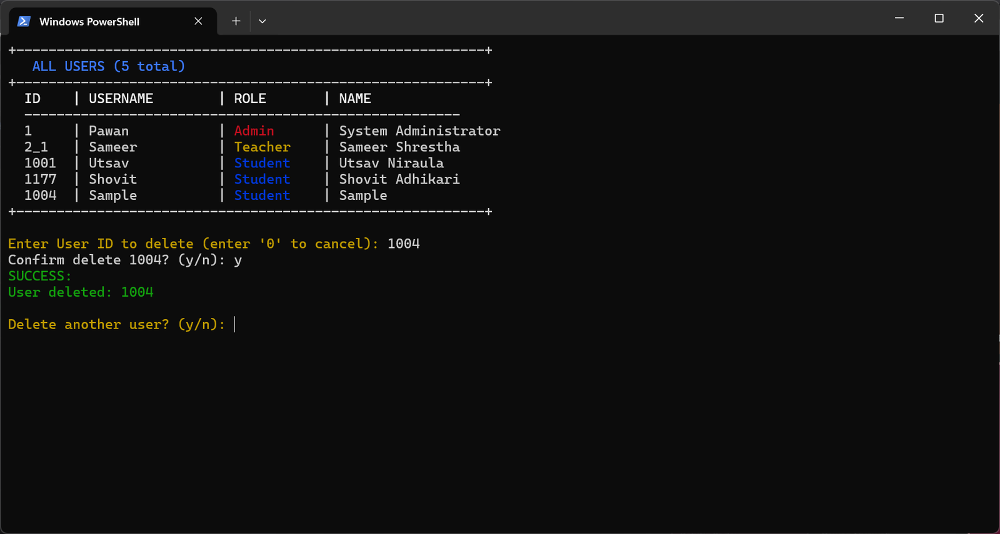 Windows PowerShell
+----------------------------------------------------------+
ALL USERS (5 total)
+----------------------------------------------------------+
ID | USERNAME | ROLE | NAME
------------------------------------------------------
1 | Pawan | Admin | System Administrator
2_1 | Sameer | Teacher | Sameer Shrestha
1001 | Utsav | Student | Utsav Niraula
1177 | Shovit | Student | Shovit Adhikari
1004 | Sample | Student | Sample
+----------------------------------------------------------+
Enter User ID to delete (enter '0' to cancel): 1004
Confirm delete 1004? (y/n): y
SUCCESS:
User deleted: 1004
Delete another user? (y/n):